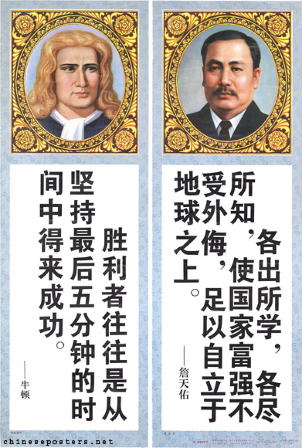 胜利者往往是从
坚持最后五分钟的时
间中得来成功。
——牛顿
各出所学，各尽
所知，使国家富强不
受外侮，足以自立于
地球之上。
——詹天佑
chineseposters.net